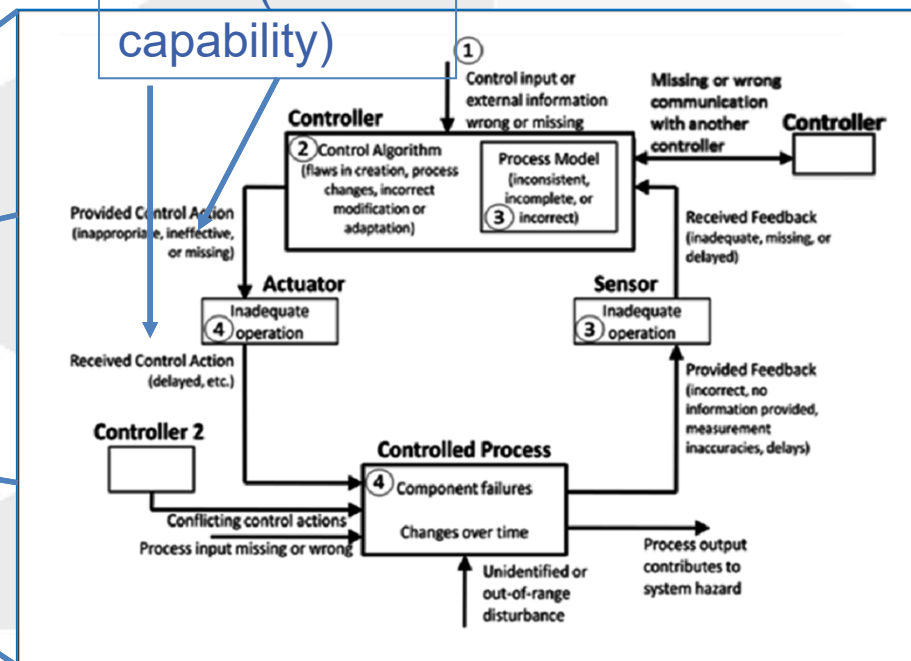 (
capability)
1
Control input or
external information
wrong or missing
Missing or wrong
communication
with another
controller
Controller
Controller
2 Control Algorithm
(flaws in creation, process
changes, incorrect
modification or
adaptation)
Process Model
(inconsistent,
incomplete, or
3 incorrect)
Provided Control Action
(inappropriate, ineffective,
or missing)
Received Feedback
(inadequate, missing, or
delayed)
Actuator
Inadequate
4 operation
Sensor
Inadequate
3 operation
Received Control Action
(delayed, etc.)
Provided Feedback
(incorrect, no
information provided,
measurement
inaccuracies, delays)
Controller 2
Controlled Process
4 Component failures
Changes over time
Conflicting control actions
Process input missing or wrong
Process output
contributes to
system hazard
Unidentified or
out-of-range
disturbance